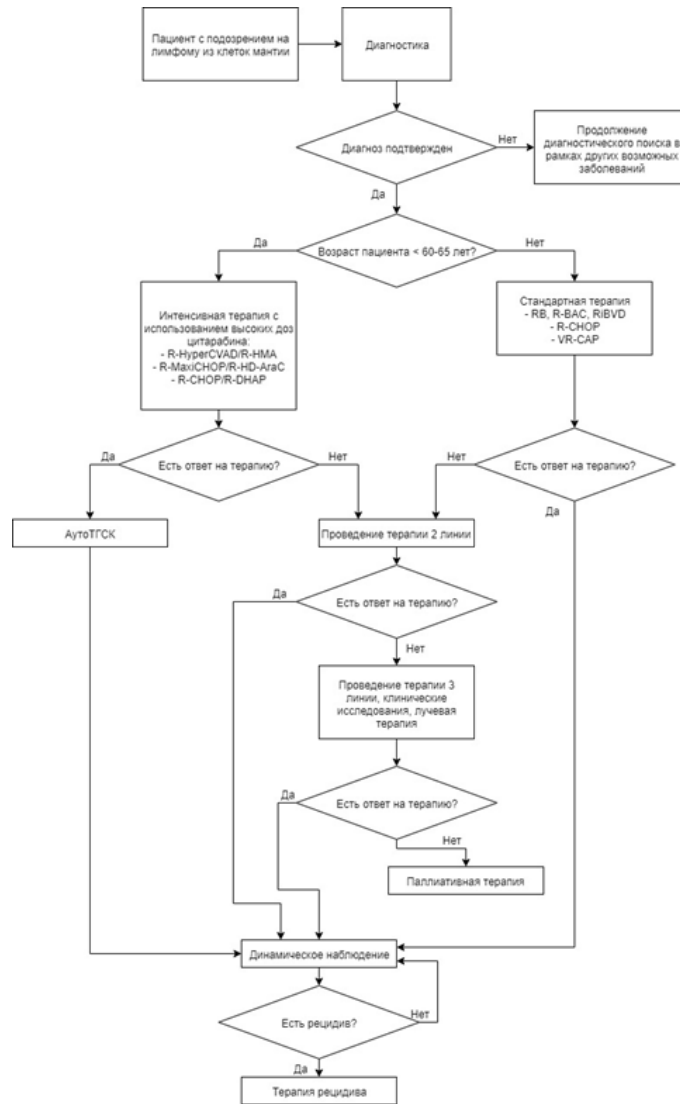 Пациент с подозрением на
лимфому из клеток мантии
Диагностика
Диагноз подтвержден
Нет
Продолжение
диагностического поиска в
рамках других возможных
заболеваний
Да
Возраст пациента < 60-65 лет?
Да
Нет
Интенсивная терапия с
использованием высоких доз
цитарабина:
- R-HyperCVAD/R-HMA
- R-MaxiCHOP/R-HD-AraC
- R-CHOP/R-DHAP
Стандартная терапия
- RB, R-BAC, RiBVD
- R-CHOP
- VR-CAP
Есть ответ на терапию?
Да
Нет
Есть ответ на терапию?
Нет
Да
АутоТГСК
Проведение терапии 2 линии
Есть ответ на терапию?
Да
Нет
Проведение терапии 3
линии, клинические
исследования, лучевая
терапия
Есть ответ на терапию?
Да
Нет
Паллиативная терапия
Динамическое наблюдение
Есть рецидив?
Нет
Да
Терапия рецидива